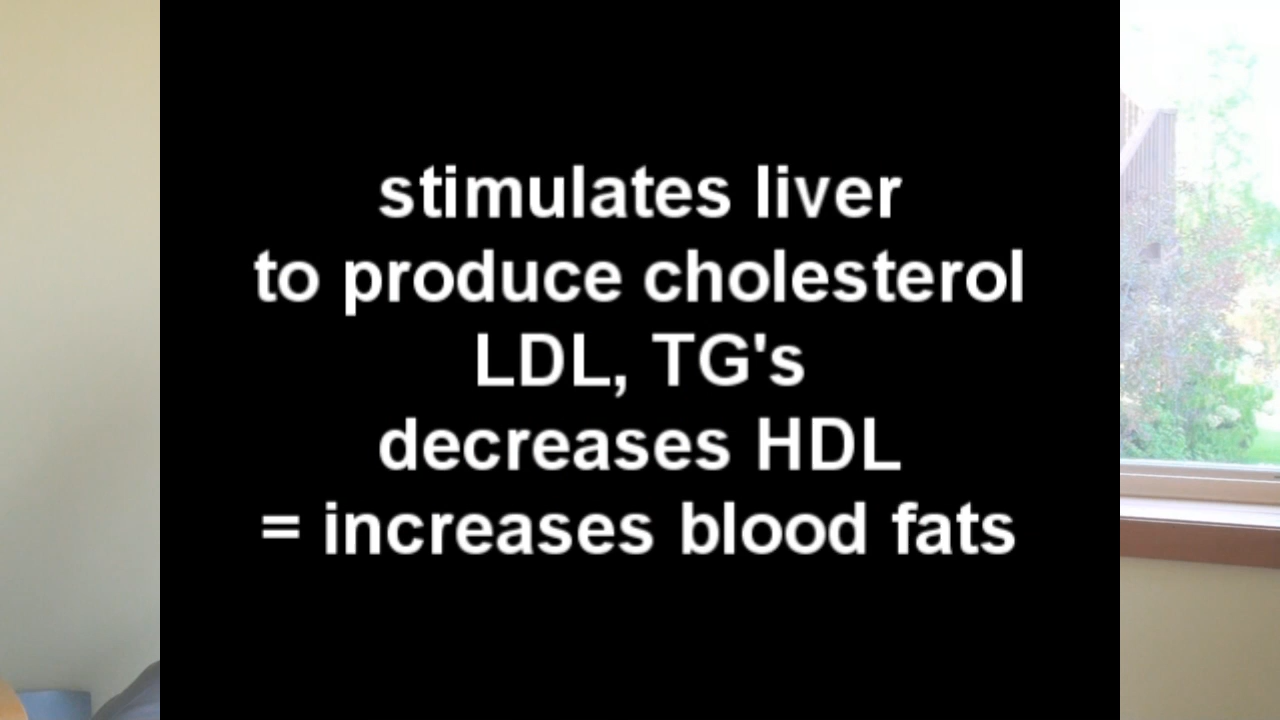 stimulates liver
to produce cholesterol
LDL, TG's
decreases HDL
= increases blood fats